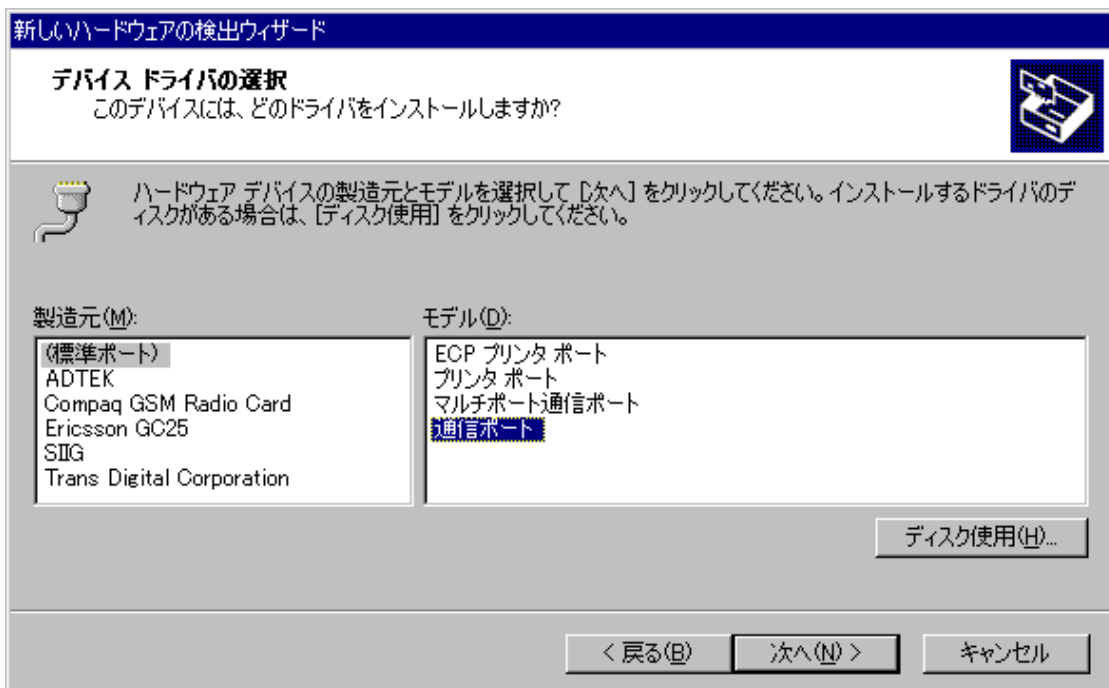 新しいハードウェアの検出ウィザード
デバイス ドライバの選択
このデバイスには、どのドライバをインストールしますか?
ハードウェア デバイスの製造元とモデルを選択して [次へ] をクリックしてください。インストールするドライバのデ
ィスクがある場合は、[ディスク使用] をクリックしてください。
製造元(M):
(標準ポート)
ADTEK
Compaq GSM Radio Card
Ericsson GC25
SIIG
Trans Digital Corporation
モデル(D):
ECP プリンタ ポート
プリンタ ポート
マルチポート通信ポート
通信ポート
ディスク使用(H)...
< 戻る(B)
次へ(N) >
キャンセル